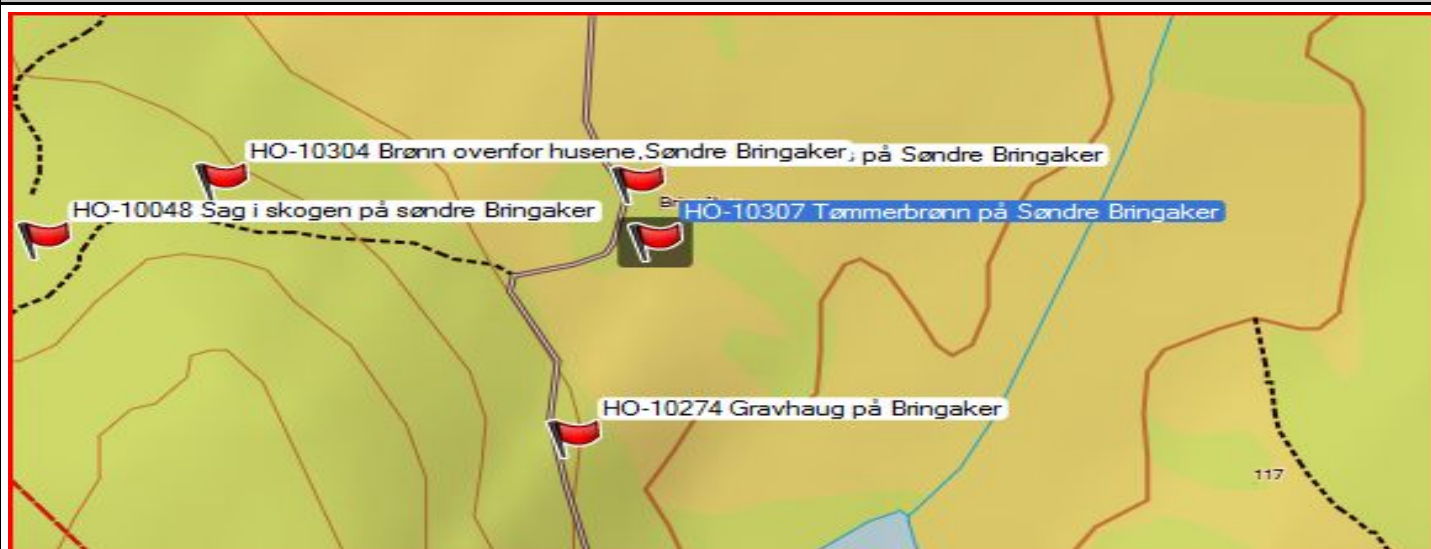 HO-10304 Brønn ovenfor husene,Søndre Bringaker
på Søndre Bringaker
HO-10048 Sag i skogen på søndre Bringaker
HO-10307 Tømmerbrønn på Søndre Bringaker
HO-10274 Gravhaug på Bringaker
117